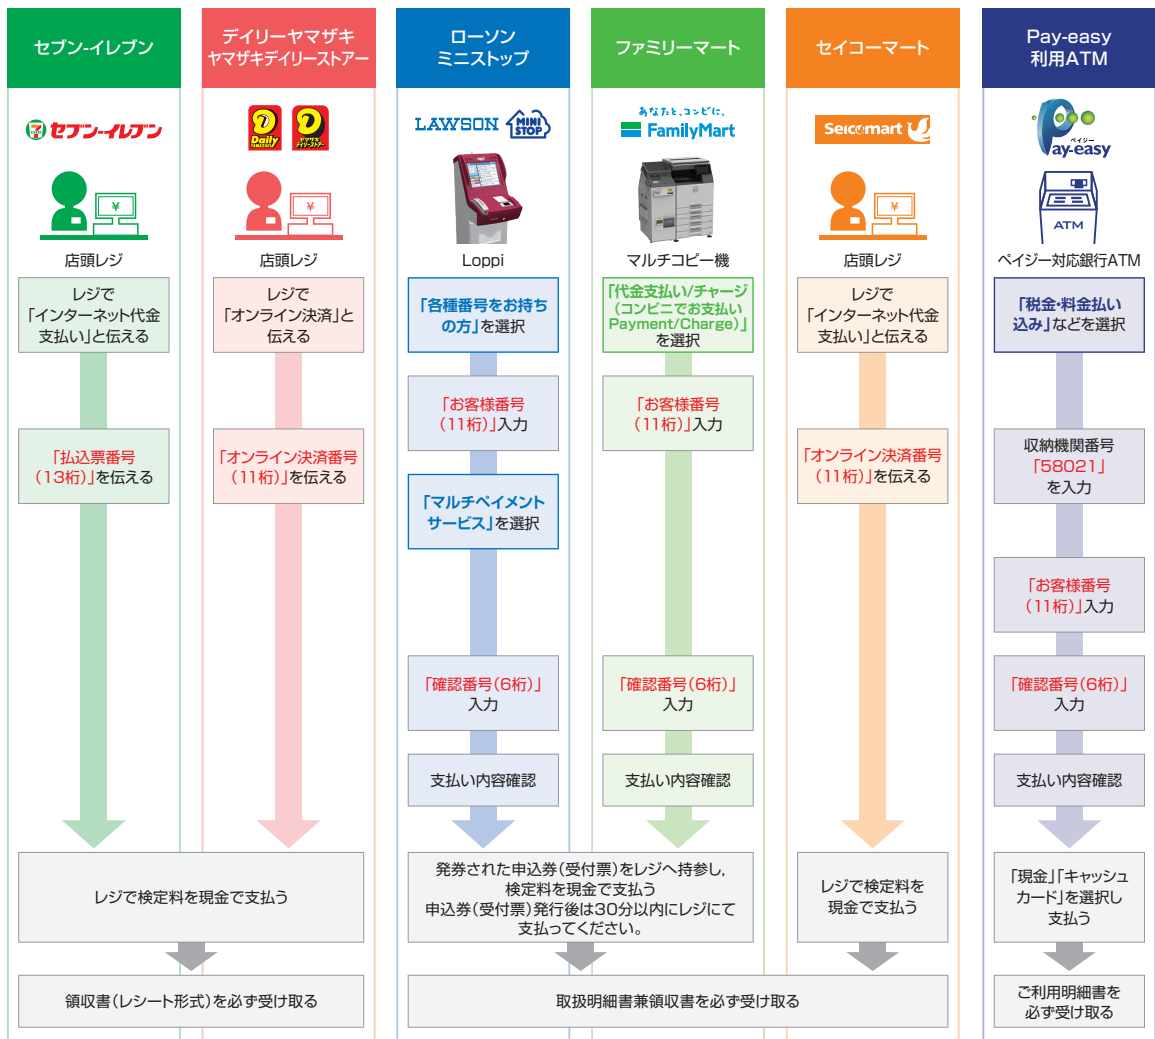 セブン-イレブン
デイリーヤマザキ
ヤマザキデイリーストアー
ローソン
ミニストップ
ファミリーマート
セイコーマート
Pay-easy
利用ATM
セブン-イレブン
Daily
YAMAZAKI
ヤマザキ
デイリーストアー
LAWSON
MINI
STOP
あなたと、コンビに、
FamilyMart
Seicomart
ペイジー
Pay-easy
¥
¥
¥
ATM
店頭レジ
店頭レジ
Loppi
マルチコピー機
店頭レジ
ペイジー対応銀行ATM
レジで
「インターネット代金
支払い」と伝える
レジで
「オンライン決済」と
伝える
「各種番号をお持ち
の方」を選択
「代金支払い/チャージ
(コンビニでお支払い
Payment/Charge)」
を選択
レジで
「インターネット代金
支払い」と伝える
「税金・料金払い
込み」などを選択
「お客様番号
(11桁)」入力
「お客様番号
(11桁)」入力
「払込票番号
(13桁)」を伝える
「オンライン決済番号
(11桁)」を伝える
「オンライン決済番号
(11桁)」を伝える
収納機関番号
「58021」
を入力
「マルチペイメント
サービス」を選択
「お客様番号
(11桁)」入力
「確認番号(6桁)」
入力
「確認番号(6桁)」
入力
「確認番号(6桁)」
入力
支払い内容確認
支払い内容確認
支払い内容確認
レジで検定料を現金で支払う
発券された申込券(受付票)をレジへ持参し,
検定料を現金で支払う
申込券(受付票)発行後は30分以内にレジにて
支払ってください。
レジで検定料を
現金で支払う
「現金」「キャッシュ
カード」を選択し
支払う
領収書(レシート形式)を必ず受け取る
取扱明細書兼領収書を必ず受け取る
ご利用明細書を
必ず受け取る